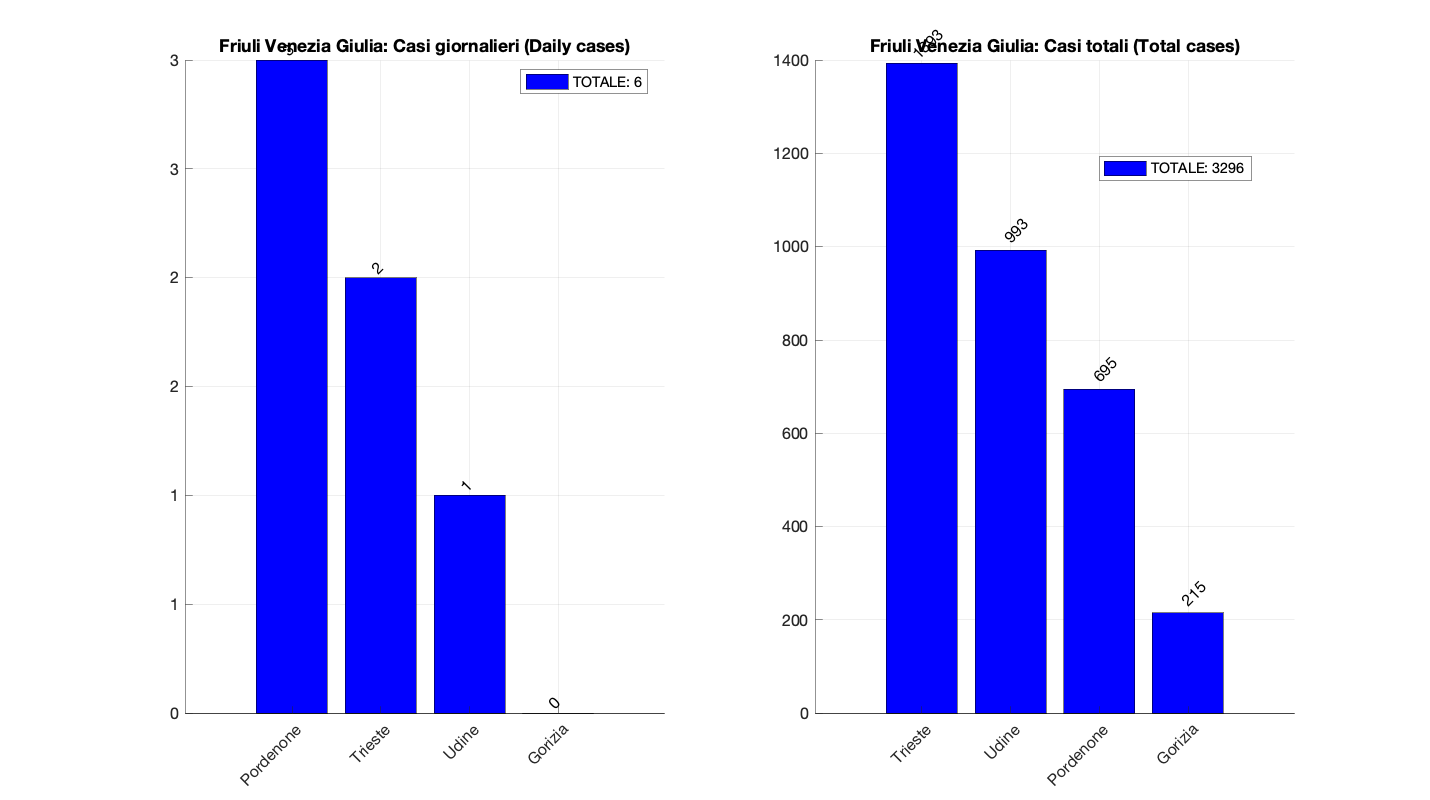 Friuli Venezia Giulia: Casi giornalieri (Daily cases)
TOTALE: 6
3
3
2
2
1
1
0
3
2
1
0
Pordenone
Trieste
Udine
Gorizia
Friuli Venezia Giulia: Casi totali (Total cases)
TOTALE: 3296
1400
1200
1000
800
600
400
200
0
1393
993
695
215
Trieste
Udine
Pordenone
Gorizia